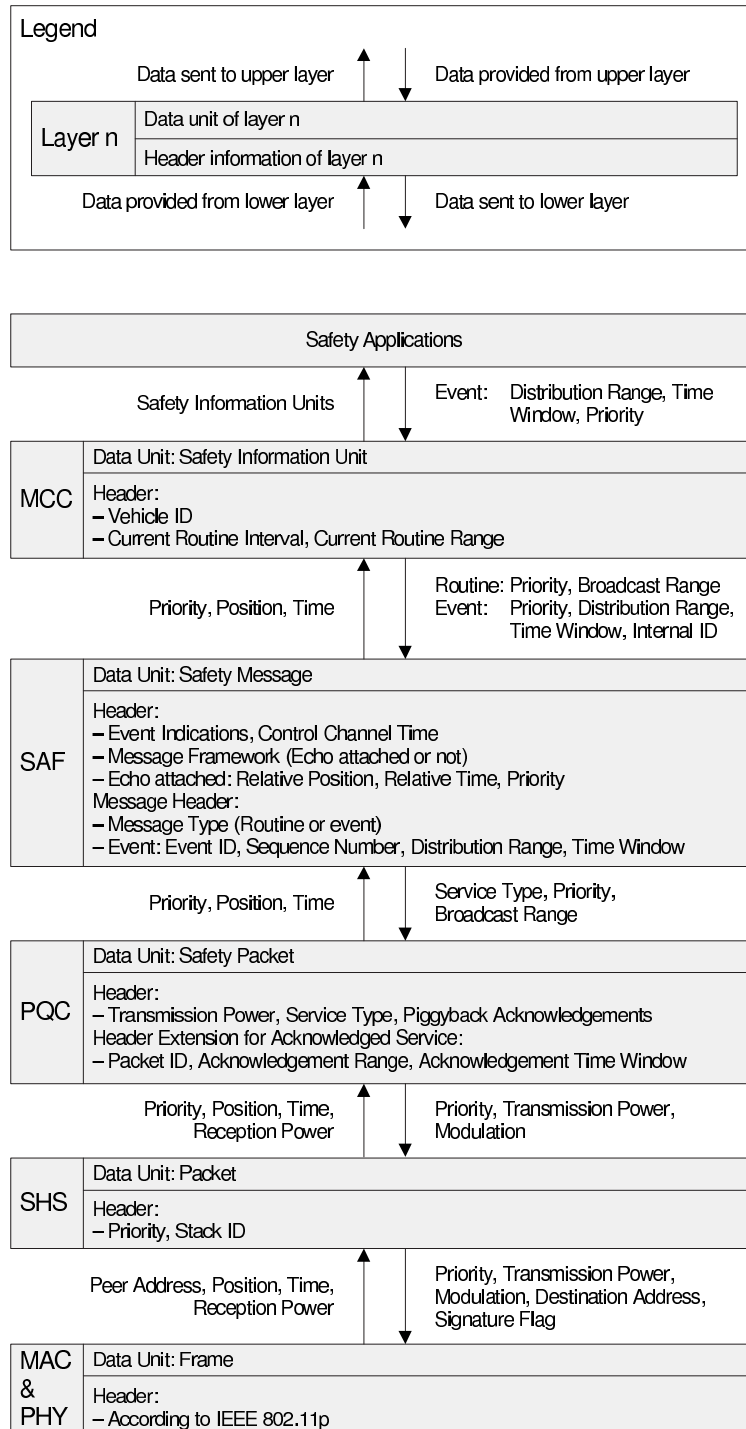 Legend
Data sent to upper layer
Data provided from upper layer
Layer n
Data unit of layer n
Header information of layer n
Data provided from lower layer
Data sent to lower layer
Safety Applications
Safety Information Units
Event: Distribution Range, Time
Window, Priority
MCC
Data Unit: Safety Information Unit
Header:
– Vehicle ID
– Current Routine Interval, Current Routine Range
Priority, Position, Time
Routine: Priority, Broadcast Range
Event: Priority, Distribution Range,
Time Window, Internal ID
SAF
Data Unit: Safety Message
Header:
– Event Indications, Control Channel Time
– Message Framework (Echo attached or not)
– Echo attached: Relative Position, Relative Time, Priority
Message Header:
– Message Type (Routine or event)
– Event: Event ID, Sequence Number, Distribution Range, Time Window
Priority, Position, Time
Service Type, Priority,
Broadcast Range
PQC
Data Unit: Safety Packet
Header:
– Transmission Power, Service Type, Piggyback Acknowledgements
Header Extension for Acknowledged Service:
– Packet ID, Acknowledgement Range, Acknowledgement Time Window
Priority, Position, Time,
Reception Power
Priority, Transmission Power,
Modulation
SHS
Data Unit: Packet
Header:
– Priority, Stack ID
Peer Address, Position, Time,
Reception Power
Priority, Transmission Power,
Modulation, Destination Address,
Signature Flag
MAC
&
PHY
Data Unit: Frame
Header:
– According to IEEE 802.11p